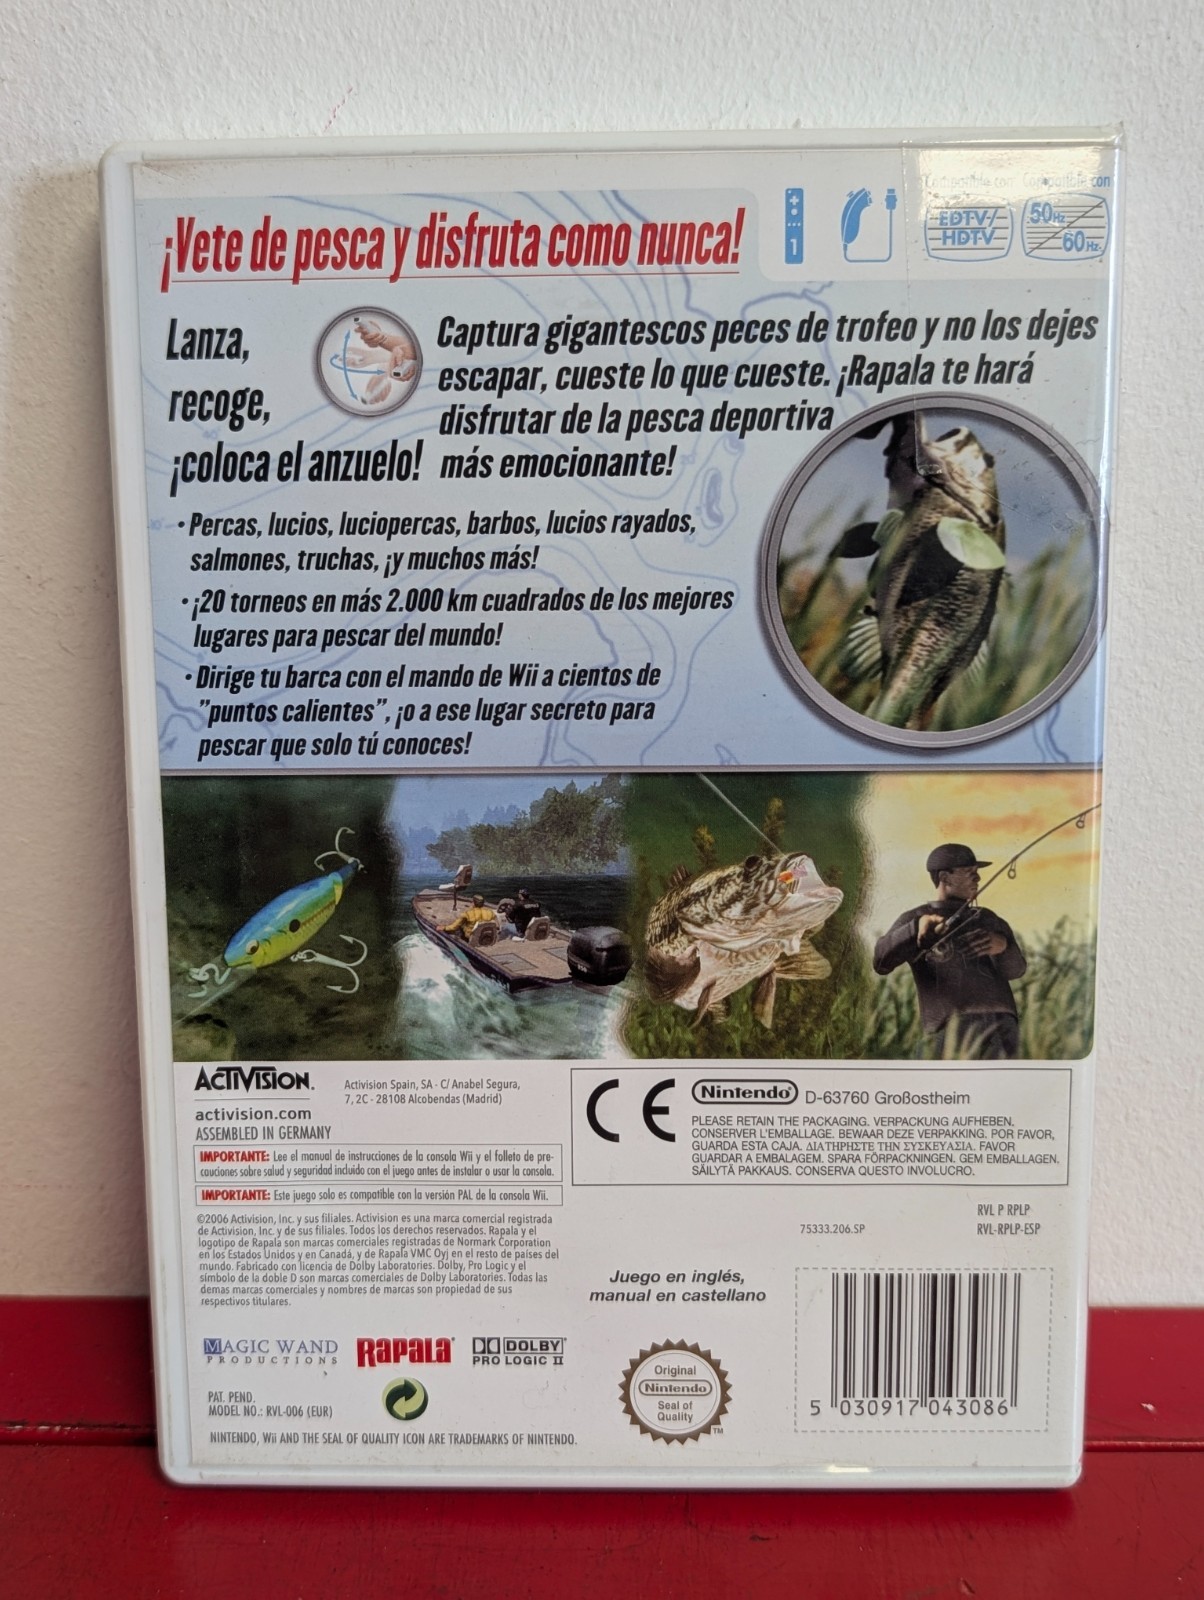 ¡Vete de pesca y disfruta como nunca!
1
Compatible con
EDTV/
HDTV
Compatible con
50Hz
60Hz
Lanza,
recoge,
¡coloca el anzuelo!
Captura gigantescos peces de trofeo y no los dejes
escapar, cueste lo que cueste. ¡Rapala te hará
disfrutar de la pesca deportiva
más emocionante!
• Percas, lucios, luciopercas, barbos, lucios rayados,
salmones, truchas, ¡y muchos más!
• ¡20 torneos en más 2.000 km cuadrados de los mejores
lugares para pescar del mundo!
• Dirige tu barca con el mando de Wii a cientos de
"puntos calientes", ¡o a ese lugar secreto para
pescar que solo tú conoces!
ACTIVISION.
activision.com
ASSEMBLED IN GERMANY
Activision Spain, SA - C/ Anabel Segura,
7, 2C - 28108 Alcobendas (Madrid)
IMPORTANTE: Lee el manual de instrucciones de la consola Wii y el folleto de pre-
cauciones sobre salud y seguridad incluido con el juego antes de instalar o usar la consola.
IMPORTANTE: Este juego solo es compatible con la versión PAL de la consola Wii.
©2006 Activision, Inc. y sus filiales. Activision es una marca comercial registrada
de Activision, Inc. y de sus filiales. Todos los derechos reservados. Rapala y el
logotipo de Rapala son marcas comerciales registradas de Normark Corporation
en los Estados Unidos y en Canadá, y de Rapala VMC Oyj en el resto de países del
mundo. Fabricado con licencia de Dolby Laboratories. Dolby, Pro Logic y el
símbolo de la doble D son marcas comerciales de Dolby Laboratories. Todas las
demas marcas comerciales y nombres de marcas son propiedad de sus
respectivos titulares.
CE
Nintendo D-63760 Großostheim
PLEASE RETAIN THE PACKAGING. VERPACKUNG AUFHEBEN.
CONSERVER L'EMBALLAGE. BEWAAR DEZE VERPAKKING. POR FAVOR,
GUARDA ESTA CAJA. ΔΙΑΤΗΡΗΣΤΕ ΤΗΝ ΣΥΣΚΕΥΑΣΙΑ. FAVOR
GUARDAR A EMBALAGEM. SPARA FÖRPACKNINGEN. GEM EMBALLAGEN.
SÄILYTÄ PAKKAUS. CONSERVA QUESTO INVOLUCRO.
75333.206.SP
RVL P RPLP
RVL-RPLP-ESP
Juego en inglés,
manual en castellano
MAGIC WAND
PRODUCTIONS
Rapala®
DOLBY®
PRO LOGIC II
PAT. PEND.
MODEL NO.: RVL-006 (EUR)
Original
Nintendo
Seal of
Quality
TM
5 030917 043086
NINTENDO, Wii AND THE SEAL OF QUALITY ICON ARE TRADEMARKS OF NINTENDO.